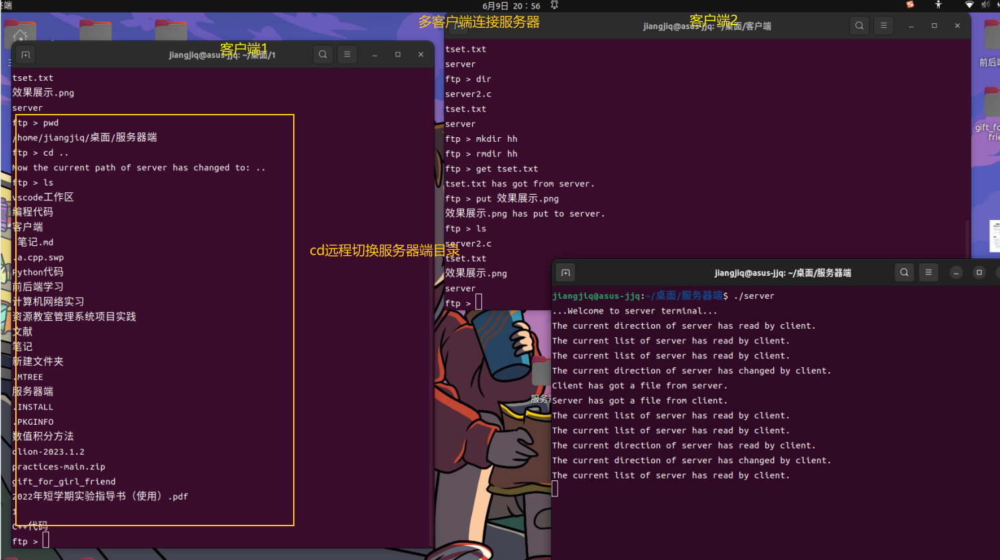 终端
6月9日 20：56
多客户端连接服务器
客户端1
jiangjiq@asus-jjq: ~/桌面/1
tset.txt
效果展示.png
server
ftp > pwd
/home/jiangjiq/桌面/服务器端
ftp > cd ..
Now the current path of server has changed to: ..
ftp > ls
vscode工作区
编程代码
客户端
笔记.md
.a.cpp.swp
Python代码
前后端学习
计算机网络实习
资源教室管理系统项目实践
文献
笔记
新建文件夹
.MTREE
服务器端
.INSTALL
.PKGINFO
数值积分方法
clion-2023.1.2
practices-main.zip
gift_for_girl_friend
2022年短学期实验指导书（使用）.pdf
1
C++代码
ftp >
cd远程切换服务器端目录
客户端2
jiangjiq@asus-jjq: ~/桌面/客户端
tset.txt
server
ftp > dir
server2.c
tset.txt
server
ftp > mkdir hh
ftp > rmdir hh
ftp > get tset.txt
tset.txt has got from server.
ftp > put 效果展示.png
效果展示.png has put to server.
ftp > ls
server2.c
tset.txt
效果展示.png
server
ftp >
jiangjiq@asus-jjq: ~/桌面/服务器端
jiangjiq@asus-jjq:~/桌面/服务器端$ ./server
...Welcome to server terminal...
The current direction of server has read by client.
The current list of server has read by client.
The current list of server has read by client.
The current direction of server has changed by client.
Client has got a file from server.
Server has got a file from client.
The current list of server has read by client.
The current list of server has read by client.
The current direction of server has read by client.
The current direction of server has changed by client.
The current list of server has read by client.
服务器
前后端
gift_fo
frie